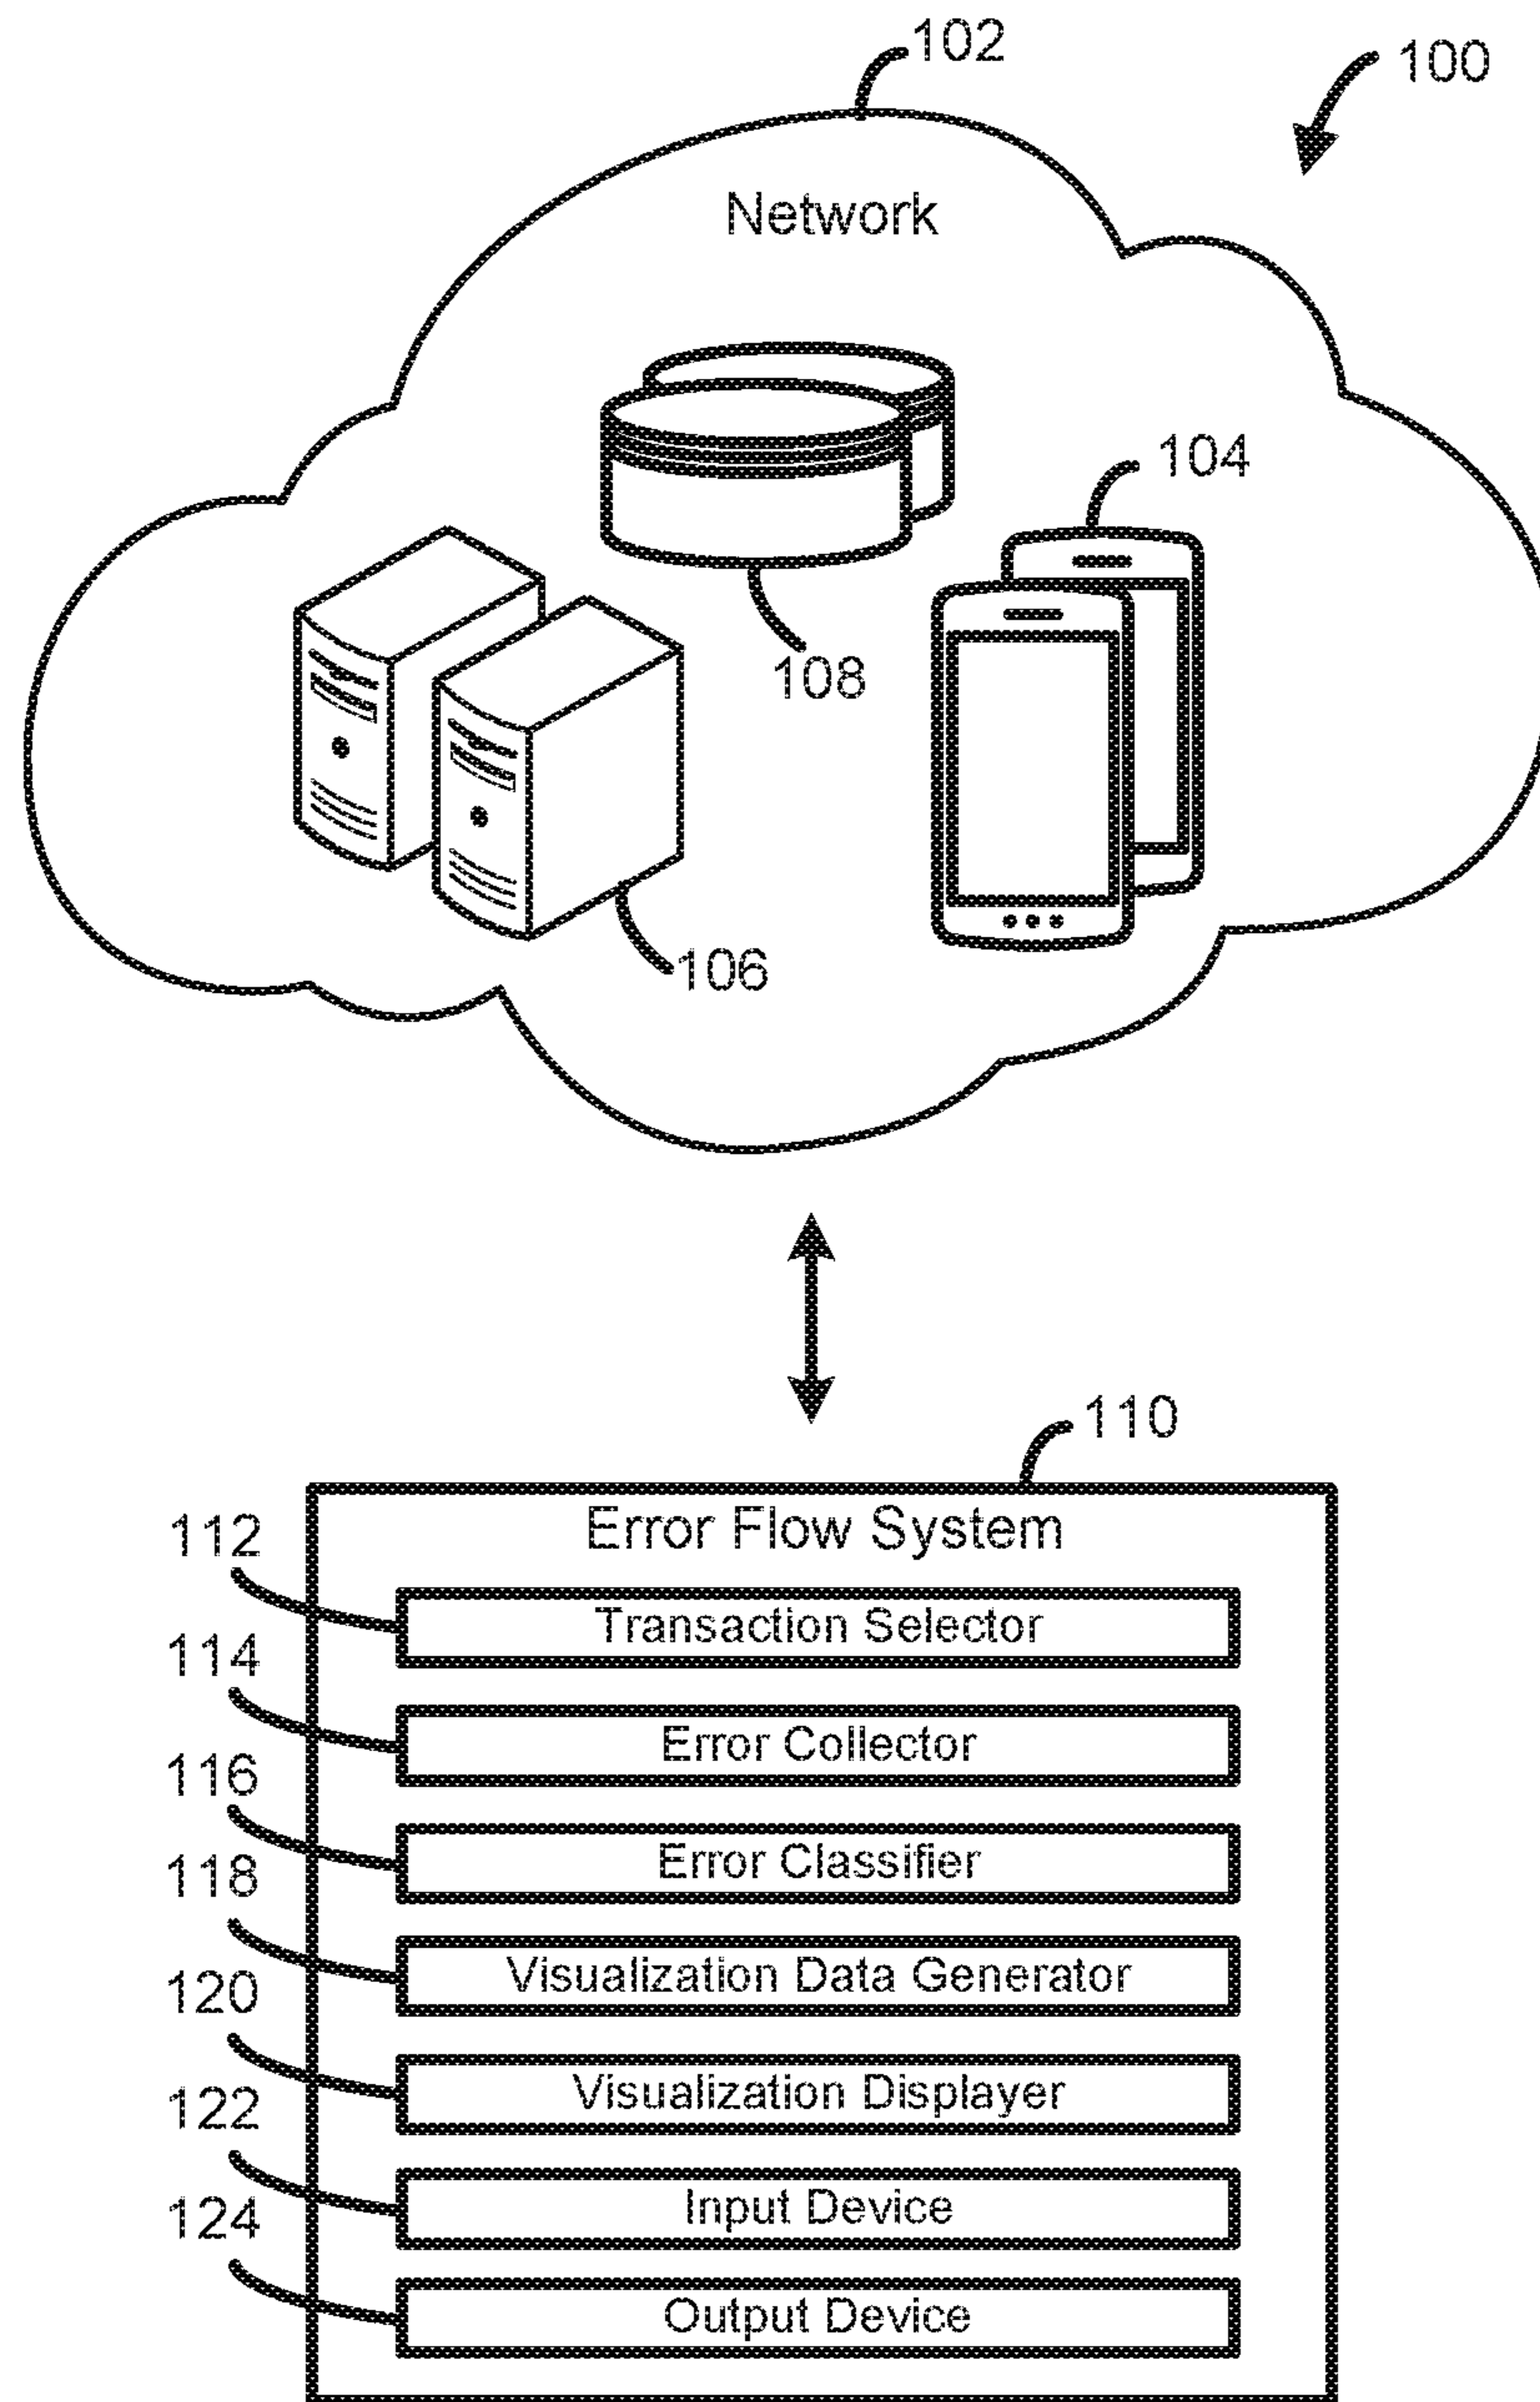 102
100
Network
104
108
106
110
Error Flow System
112
Transaction Selector
114
Error Collector
116
Error Classifier
118
Visualization Data Generator
120
Visualization Displayer
122
Input Device
124
Output Device